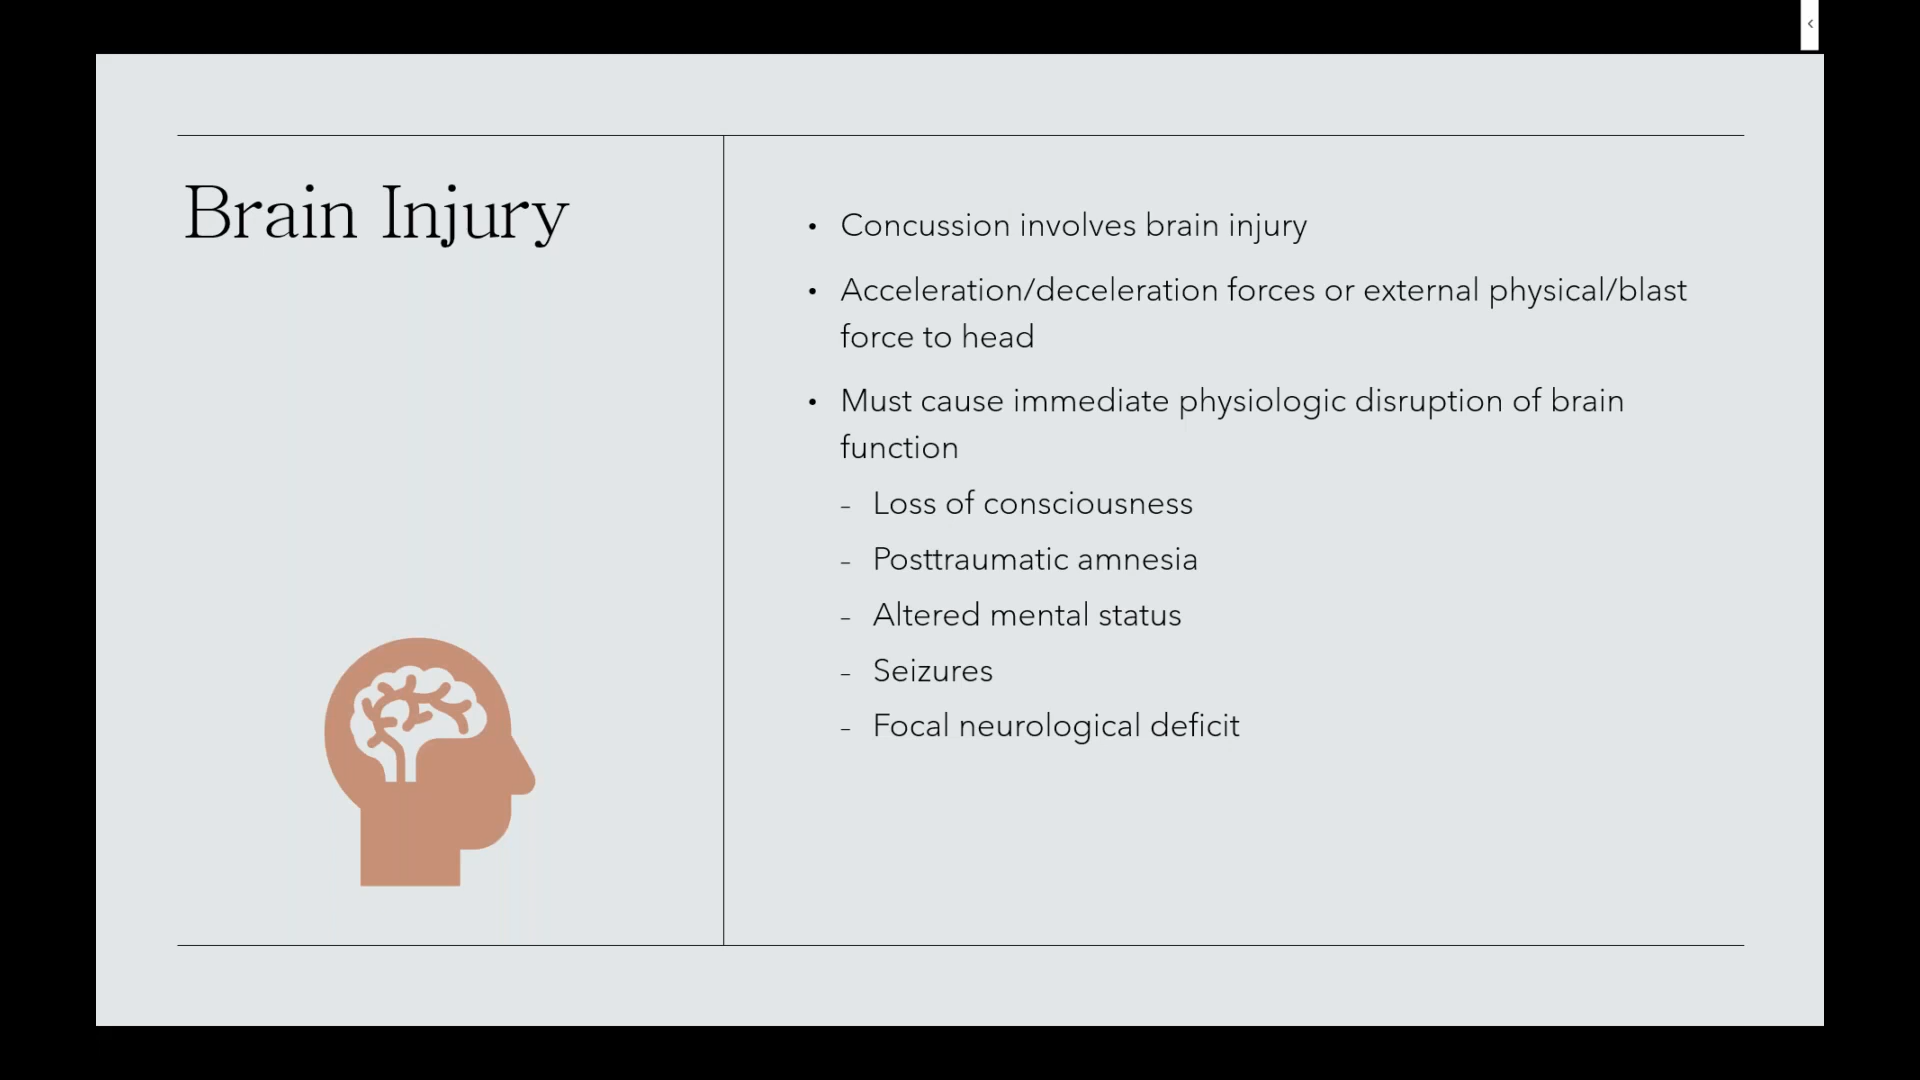 Brain Injury
• Concussion involves brain injury
• Acceleration/deceleration forces or external physical/blast
force to head
• Must cause immediate physiologic disruption of brain
function
- Loss of consciousness
- Posttraumatic amnesia
- Altered mental status
- Seizures
- Focal neurological deficit